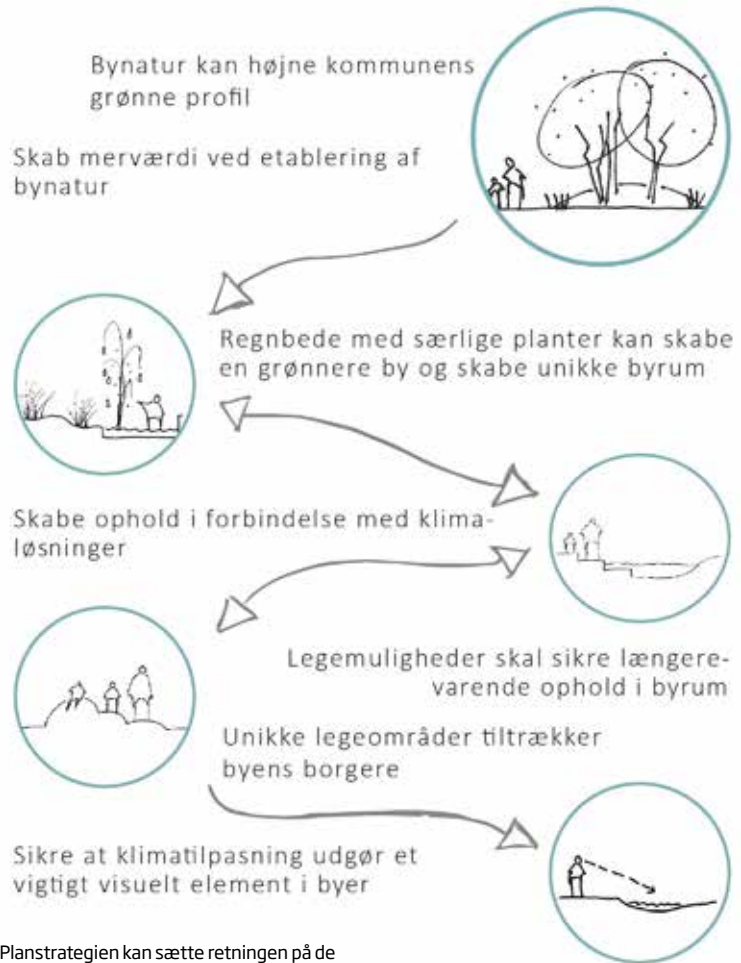 Bynatur kan højne kommunens
grønne profil
Skab merværdi ved etablering af
bynatur
Regnbede med særlige planter kan skabe
en grønnere by og skabe unikke byrum
Skabe ophold i forbindelse med klima-
løsninger
Legemuligheder skal sikre længere-
varende ophold i byrum
Unikke legeområder tiltrækker
byens borgere
Sikre at klimatilpasning udgør et
vigtigt visuelt element i byer
Planstrategien kan sætte retningen på de